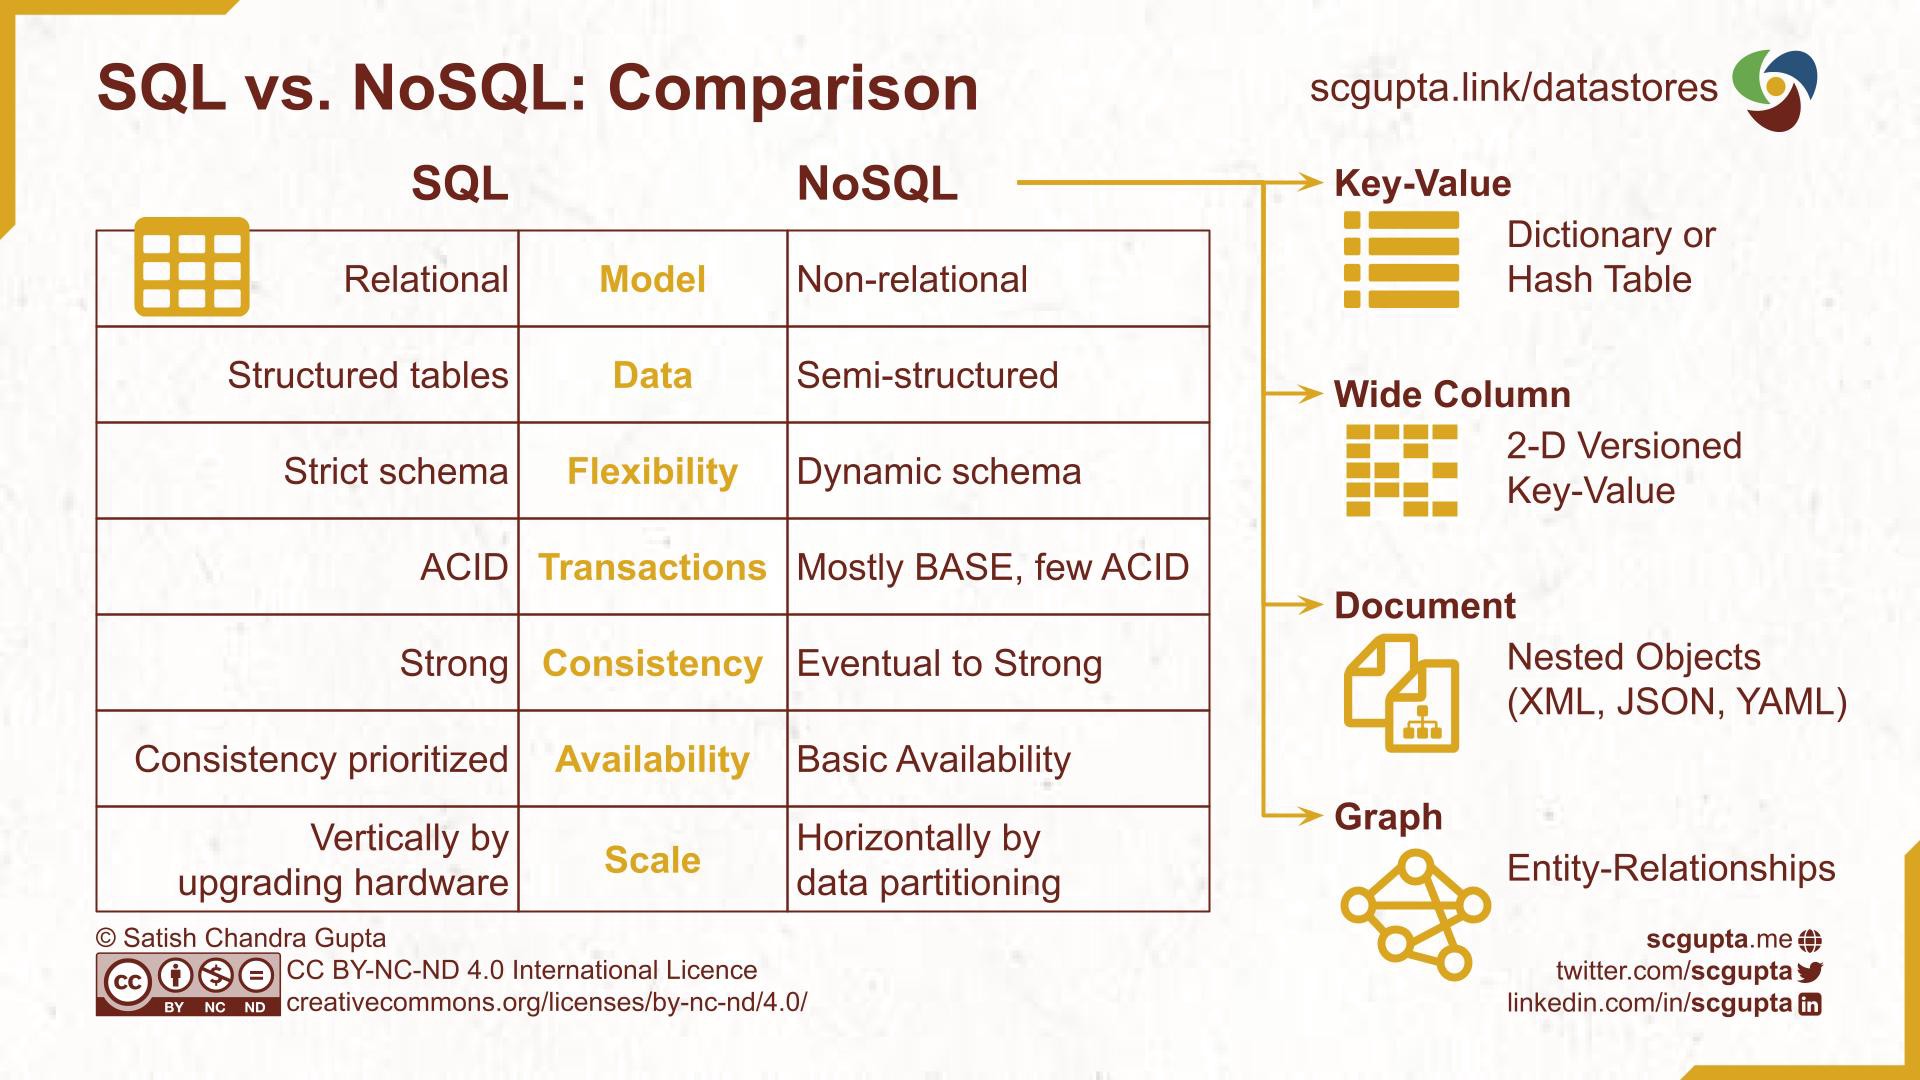 SQL vs. NoSQL: Comparison
scgupta.link/datastores
SQL
NoSQL
Relational
Model
Non-relational
Structured tables
Data
Semi-structured
Strict schema
Flexibility
Dynamic schema
ACID
Transactions
Mostly BASE, few ACID
Strong
Consistency
Eventual to Strong
Consistency prioritized
Availability
Basic Availability
Vertically by
upgrading hardware
Scale
Horizontally by
data partitioning
Key-Value
Dictionary or
Hash Table
Wide Column
2-D Versioned
Key-Value
Document
Nested Objects
(XML, JSON, YAML)
Graph
Entity-Relationships
© Satish Chandra Gupta
cc
BY NC ND
CC BY-NC-ND 4.0 International Licence
creativecommons.org/licenses/by-nc-nd/4.0/
scgupta.me
twitter.com/scgupta
linkedin.com/in/scgupta
in